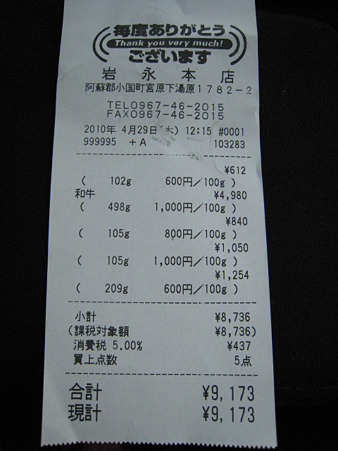 毎度ありがとう
Thank you very much!
ございます
岩永本店
阿蘇郡小国町宮原下湯原1782-2
TEL0967-46-2015
FAX0967-46-2015
2010年 4月29日(木) 12:15 #0001
999995 +A 103283
¥612
( 102g 600円/100g )
和牛 ¥4,980
( 498g 1,000円/100g )
¥840
( 105g 800円/100g )
¥1,050
( 105g 1,000円/100g )
¥1,254
( 209g 600円/100g )
小計 ¥8,736
(課税対象額 ¥8,736)
消費税 5.00% ¥437
買上点数 5点
合計 ¥9,173
現計 ¥9,173